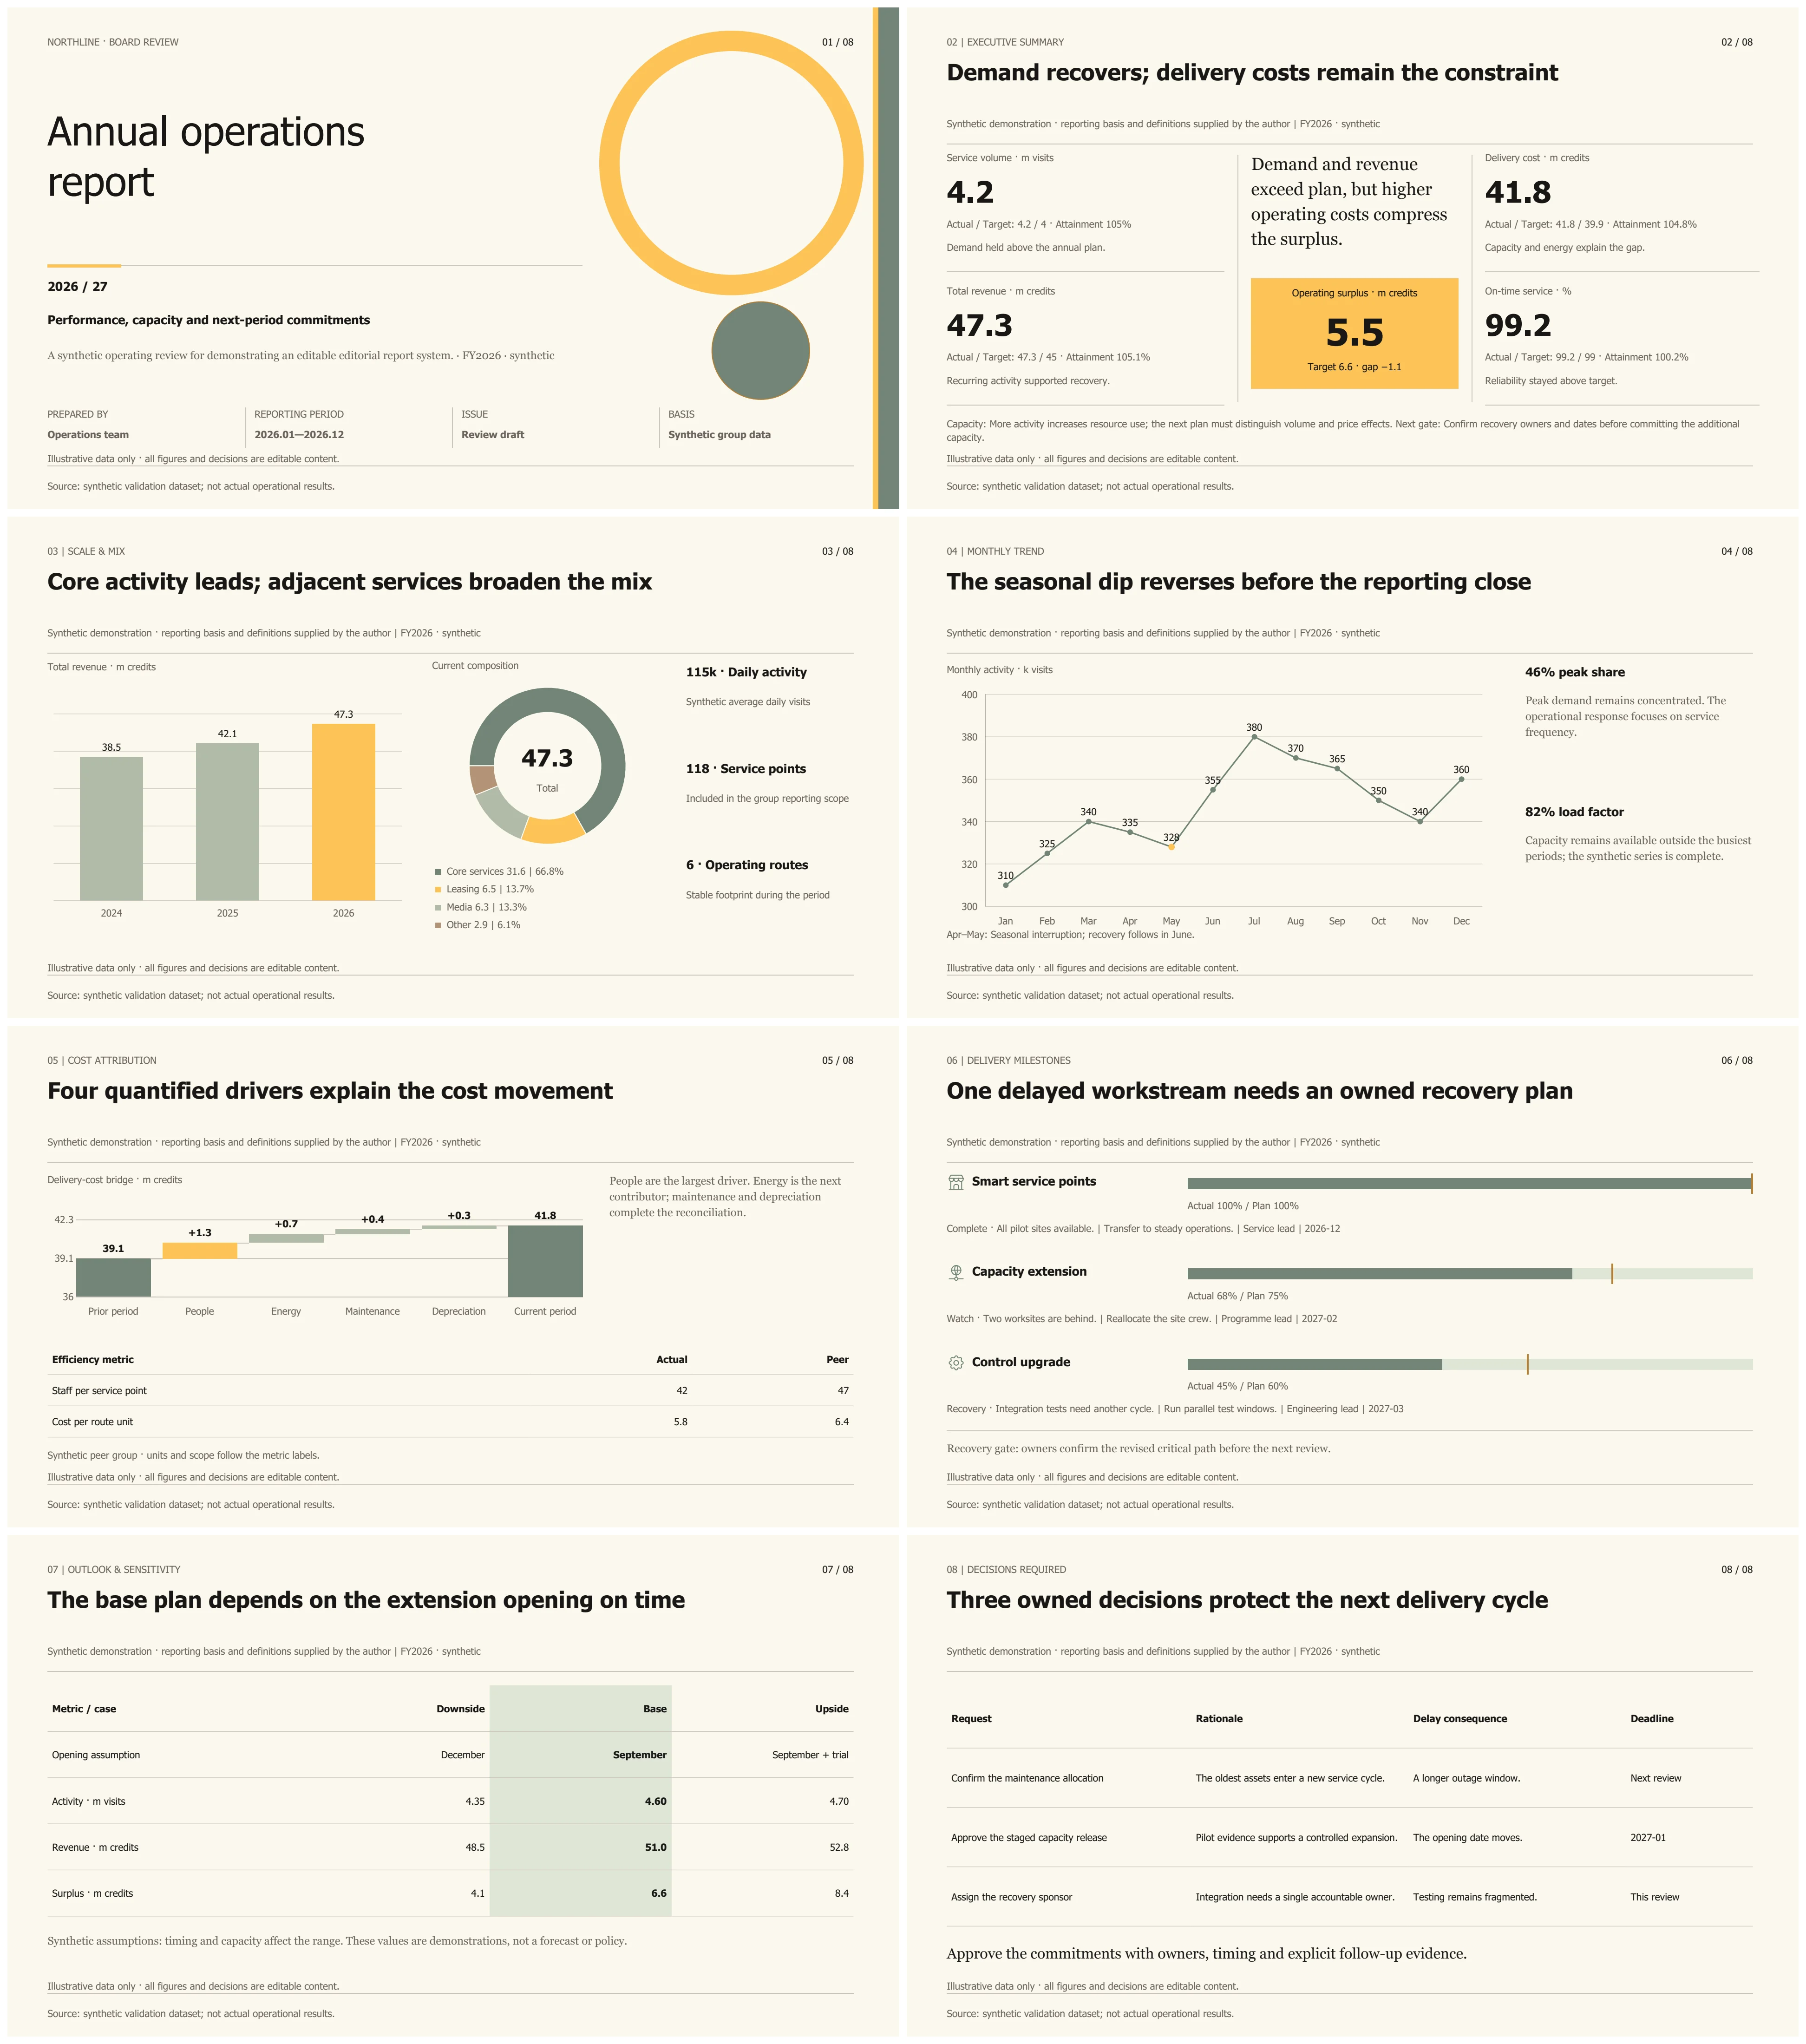 NORTHLINE · BOARD REVIEW
01 / 08
Annual operations
report
2026 / 27
Performance, capacity and next-period commitments
A synthetic operating review for demonstrating an editable editorial report system. · FY2026 · synthetic
PREPARED BY
Operations team
REPORTING PERIOD
2026.01—2026.12
ISSUE
Review draft
BASIS
Synthetic group data
Illustrative data only · all figures and decisions are editable content.
Source: synthetic validation dataset; not actual operational results.
02 | EXECUTIVE SUMMARY
02 / 08
Demand recovers; delivery costs remain the constraint
Synthetic demonstration · reporting basis and definitions supplied by the author | FY2026 · synthetic
Service volume · m visits
4.2
Actual / Target: 4.2 / 4 · Attainment 105%
Demand held above the annual plan.
Total revenue · m credits
47.3
Actual / Target: 47.3 / 45 · Attainment 105.1%
Recurring activity supported recovery.
Demand and revenue
exceed plan, but higher
operating costs compress
the surplus.
Operating surplus · m credits
5.5
Target 6.6 · gap −1.1
Delivery cost · m credits
41.8
Actual / Target: 41.8 / 39.9 · Attainment 104.8%
Capacity and energy explain the gap.
On-time service · %
99.2
Actual / Target: 99.2 / 99 · Attainment 100.2%
Reliability stayed above target.
Capacity: More activity increases resource use; the next plan must distinguish volume and price effects. Next gate: Confirm recovery owners and dates before committing the additional
capacity.
Illustrative data only · all figures and decisions are editable content.
Source: synthetic validation dataset; not actual operational results.
03 | SCALE & MIX
03 / 08
Core activity leads; adjacent services broaden the mix
Synthetic demonstration · reporting basis and definitions supplied by the author | FY2026 · synthetic
Total revenue · m credits
38.5
42.1
47.3
2024
2025
2026
Current composition
47.3
Total
Core services 31.6 | 66.8%
Leasing 6.5 | 13.7%
Media 6.3 | 13.3%
Other 2.9 | 6.1%
115k · Daily activity
Synthetic average daily visits
118 · Service points
Included in the group reporting scope
6 · Operating routes
Stable footprint during the period
Illustrative data only · all figures and decisions are editable content.
Source: synthetic validation dataset; not actual operational results.
04 | MONTHLY TREND
04 / 08
The seasonal dip reverses before the reporting close
Synthetic demonstration · reporting basis and definitions supplied by the author | FY2026 · synthetic
Monthly activity · k visits
400
380
360
340
320
300
310
325
340
335
328
355
380
370
365
350
340
360
Jan
Feb
Mar
Apr
May
Jun
Jul
Aug
Sep
Oct
Nov
Dec
Apr–May: Seasonal interruption; recovery follows in June.
46% peak share
Peak demand remains concentrated. The
operational response focuses on service
frequency.
82% load factor
Capacity remains available outside the busiest
periods; the synthetic series is complete.
Illustrative data only · all figures and decisions are editable content.
Source: synthetic validation dataset; not actual operational results.
05 | COST ATTRIBUTION
05 / 08
Four quantified drivers explain the cost movement
Synthetic demonstration · reporting basis and definitions supplied by the author | FY2026 · synthetic
Delivery-cost bridge · m credits
42.3
39.1
36
39.1
+1.3
+0.7
+0.4
+0.3
41.8
Prior period
People
Energy
Maintenance
Depreciation
Current period
People are the largest driver. Energy is the next
contributor; maintenance and depreciation
complete the reconciliation.
Efficiency metric
Actual
Peer
Staff per service point
42
47
Cost per route unit
5.8
6.4
Synthetic peer group · units and scope follow the metric labels.
Illustrative data only · all figures and decisions are editable content.
Source: synthetic validation dataset; not actual operational results.
06 | DELIVERY MILESTONES
06 / 08
One delayed workstream needs an owned recovery plan
Synthetic demonstration · reporting basis and definitions supplied by the author | FY2026 · synthetic
Smart service points
Actual 100% / Plan 100%
Complete · All pilot sites available. | Transfer to steady operations. | Service lead | 2026-12
Capacity extension
Actual 68% / Plan 75%
Watch · Two worksites are behind. | Reallocate the site crew. | Programme lead | 2027-02
Control upgrade
Actual 45% / Plan 60%
Recovery · Integration tests need another cycle. | Run parallel test windows. | Engineering lead | 2027-03
Recovery gate: owners confirm the revised critical path before the next review.
Illustrative data only · all figures and decisions are editable content.
Source: synthetic validation dataset; not actual operational results.
07 | OUTLOOK & SENSITIVITY
07 / 08
The base plan depends on the extension opening on time
Synthetic demonstration · reporting basis and definitions supplied by the author | FY2026 · synthetic
Metric / case
Downside
Base
Upside
Opening assumption
December
September
September + trial
Activity · m visits
4.35
4.60
4.70
Revenue · m credits
48.5
51.0
52.8
Surplus · m credits
4.1
6.6
8.4
Synthetic assumptions: timing and capacity affect the range. These values are demonstrations, not a forecast or policy.
Illustrative data only · all figures and decisions are editable content.
Source: synthetic validation dataset; not actual operational results.
08 | DECISIONS REQUIRED
08 / 08
Three owned decisions protect the next delivery cycle
Synthetic demonstration · reporting basis and definitions supplied by the author | FY2026 · synthetic
Request
Rationale
Delay consequence
Deadline
Confirm the maintenance allocation
The oldest assets enter a new service cycle.
A longer outage window.
Next review
Approve the staged capacity release
Pilot evidence supports a controlled expansion.
The opening date moves.
2027-01
Assign the recovery sponsor
Integration needs a single accountable owner.
Testing remains fragmented.
This review
Approve the commitments with owners, timing and explicit follow-up evidence.
Illustrative data only · all figures and decisions are editable content.
Source: synthetic validation dataset; not actual operational results.